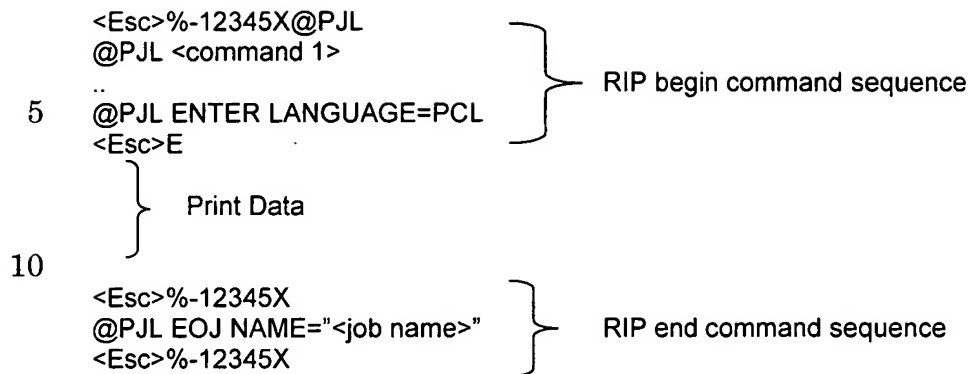 <Esc>%-12345X@PJL
@PJL <command 1>
..
RIP begin command sequence
5 @PJL ENTER LANGUAGE=PCL
<Esc>E
Print Data
10
<Esc>%-12345X
@PJL EOJ NAME="<job name>"
RIP end command sequence
<Esc>%-12345X